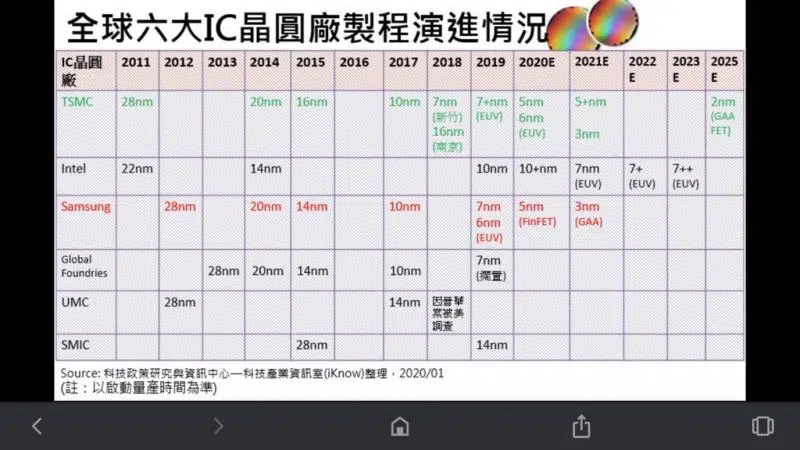 全球六大IC晶圓廠製程演進情況
IC晶圓廠 2011 2012 2013 2014 2015 2016 2017 2018 2019 2020E 2021E 2022E 2023E 2025E
TSMC 28nm 20nm 16nm 10nm 7nm (新竹) 16nm (南京) 7+nm (EUV) 5nm 6nm (EUV) 5+nm 3nm 2nm (GAA FET)
Intel 22nm 14nm 10nm 10+nm 7nm (EUV) 7+ (EUV) 7++ (EUV)
Samsung 28nm 20nm 14nm 10nm 7nm 6nm (EUV) 5nm (FinFET) 3nm (GAA)
Global Foundries 28nm 20nm 14nm 10nm 7nm (擱置)
UMC 28nm 14nm 因晉華案被美調查
SMIC 28nm 14nm
Source: 科技政策研究與資訊中心—科技產業資訊室(iKnow)整理，2020/01
(註：以啟動量產時間為準)